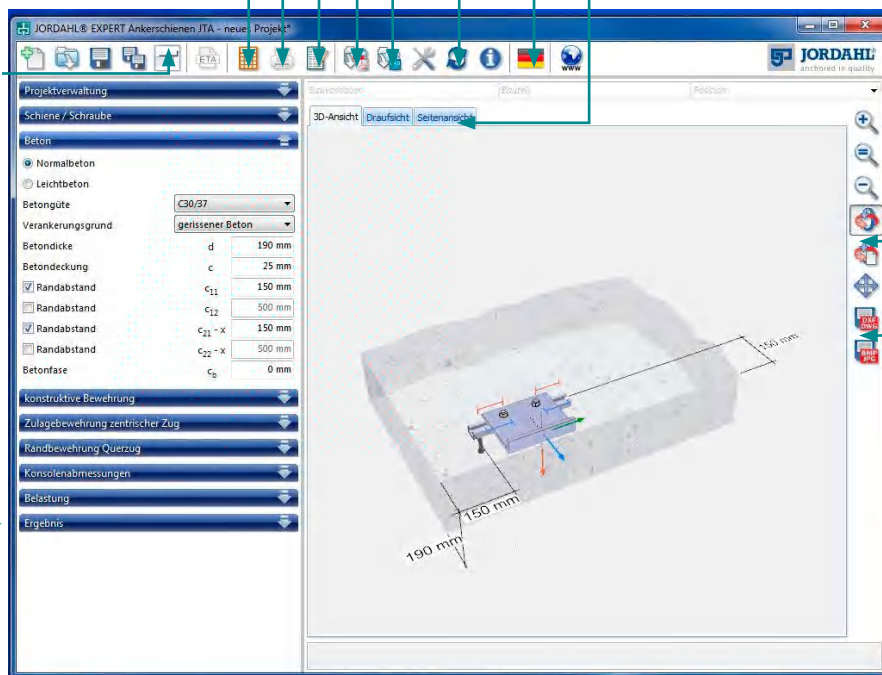 JORDAHL® EXPERT Ankerschienen JTA - neues Projekt*
ETA
WWW
JORDAHL®
anchored in quality
Projektverwaltung
Bauvorhaben Bauteil Position
Schiene / Schraube
3D-Ansicht Draufsicht Seitenansicht
Beton
Normalbeton
Leichtbeton
Betongüte C30/37
Verankerungsgrund gerissener Beton
Betondicke d 190 mm
Betondeckung c 25 mm
Randabstand c11 150 mm
Randabstand c12 500 mm
Randabstand c21 - x 150 mm
Randabstand c22 - x 500 mm
Betonfase cb 0 mm
konstruktive Bewehrung
Zulagebewehrung zentrischer Zug
Randbewehrung Querzug
Konsolenabmessungen
Belastung
Ergebnis
150 mm
150 mm
190 mm
DXF
DWG
BMP
JPG